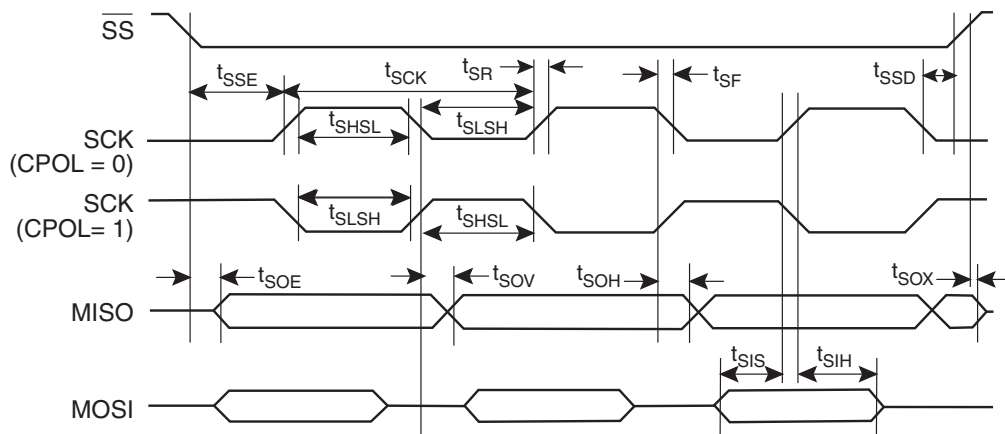 SS
tSSE tSCK tSR tSF tSSD
SCK
(CPOL = 0)
tSHSL tSLSH
SCK
(CPOL= 1)
tSLSH tSHSL
MISO
tSOE tSOV tSOH tSOX
MOSI
tSIS tSIH